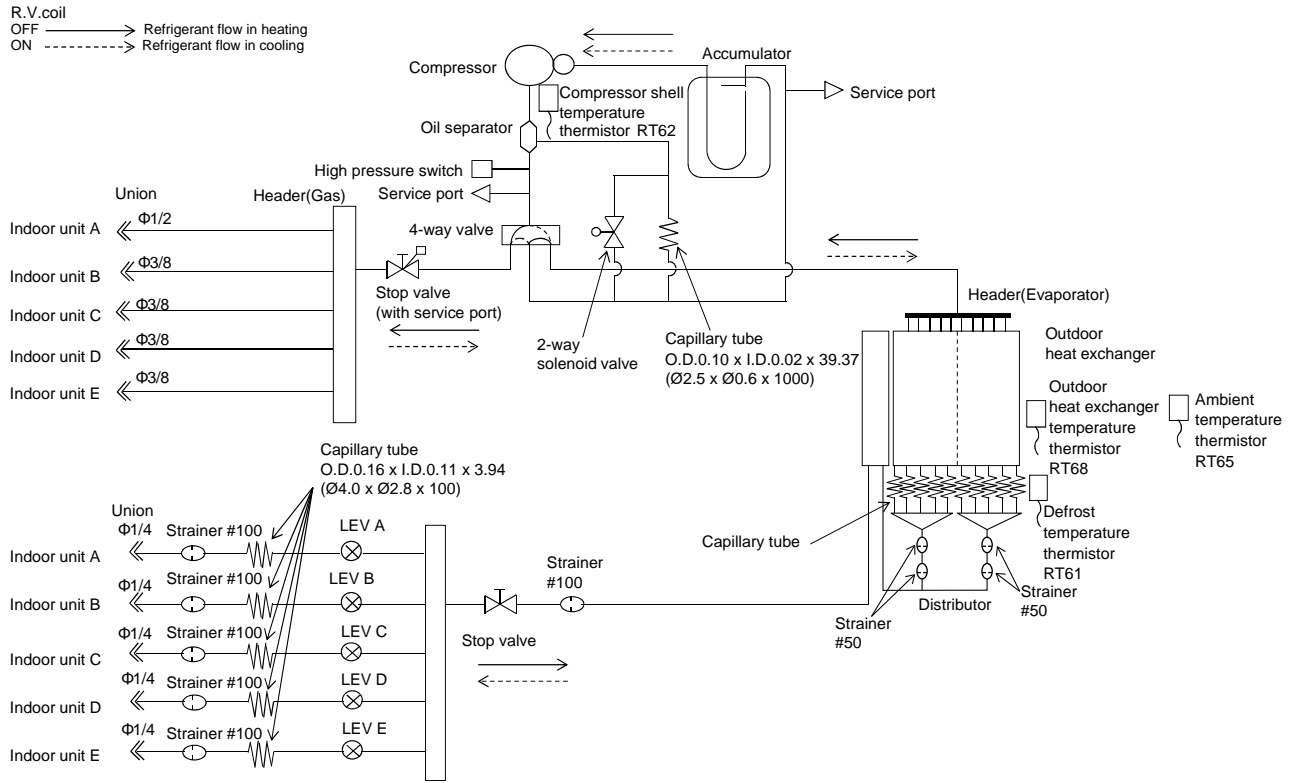 R.V.coil
OFF Refrigerant flow in heating
ON Refrigerant flow in cooling
Accumulator
Compressor
Service port
Compressor shell
temperature
thermistor RT62
Oil separator
High pressure switch
Service port
Union
Header(Gas)
4-way valve
Indoor unit A
Φ1/2
Indoor unit B
Φ3/8
Indoor unit C
Φ3/8
Indoor unit D
Φ3/8
Indoor unit E
Φ3/8
Stop valve
(with service port)
2-way
solenoid valve
Capillary tube
O.D.0.10 x I.D.0.02 x 39.37
(Ø2.5 x Ø0.6 x 1000)
Header(Evaporator)
Outdoor
heat exchanger
Outdoor
heat exchanger
temperature
thermistor
RT68
Ambient
temperature
thermistor
RT65
Capillary tube
O.D.0.16 x I.D.0.11 x 3.94
(Ø4.0 x Ø2.8 x 100)
Union
Φ1/4
Strainer #100
LEV A
Indoor unit A
Φ1/4
Strainer #100
LEV B
Indoor unit B
Φ1/4
Strainer #100
LEV C
Indoor unit C
Φ1/4
Strainer #100
LEV D
Indoor unit D
Φ1/4
Strainer #100
LEV E
Indoor unit E
Stop valve
Strainer
#100
Capillary tube
Defrost
temperature
thermistor
RT61
Distributor
Strainer
#50
Strainer
#50